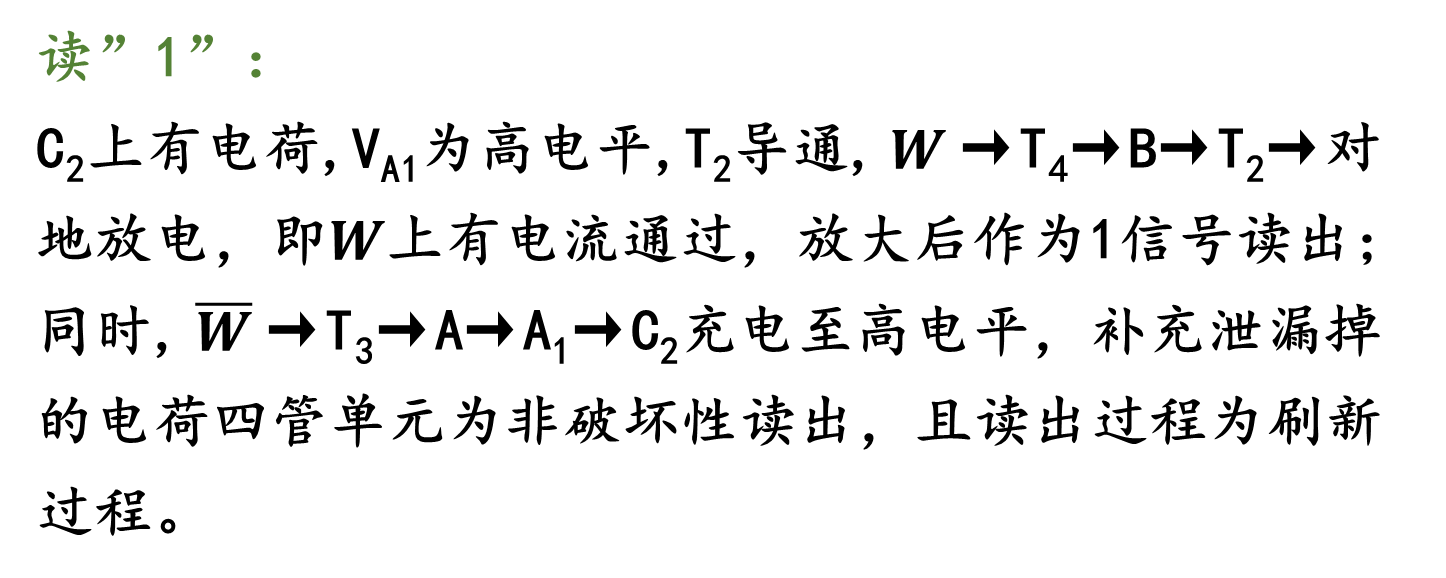 读”1”：
C₂上有电荷,V_A1为高电平,T₂导通, W →T₄→B→T₂→对
地放电，即W上有电流通过，放大后作为1信号读出；
同时, W̅ →T₃→A→A₁→C₂充电至高电平，补充泄漏掉
的电荷四管单元为非破坏性读出，且读出过程为刷新
过程。